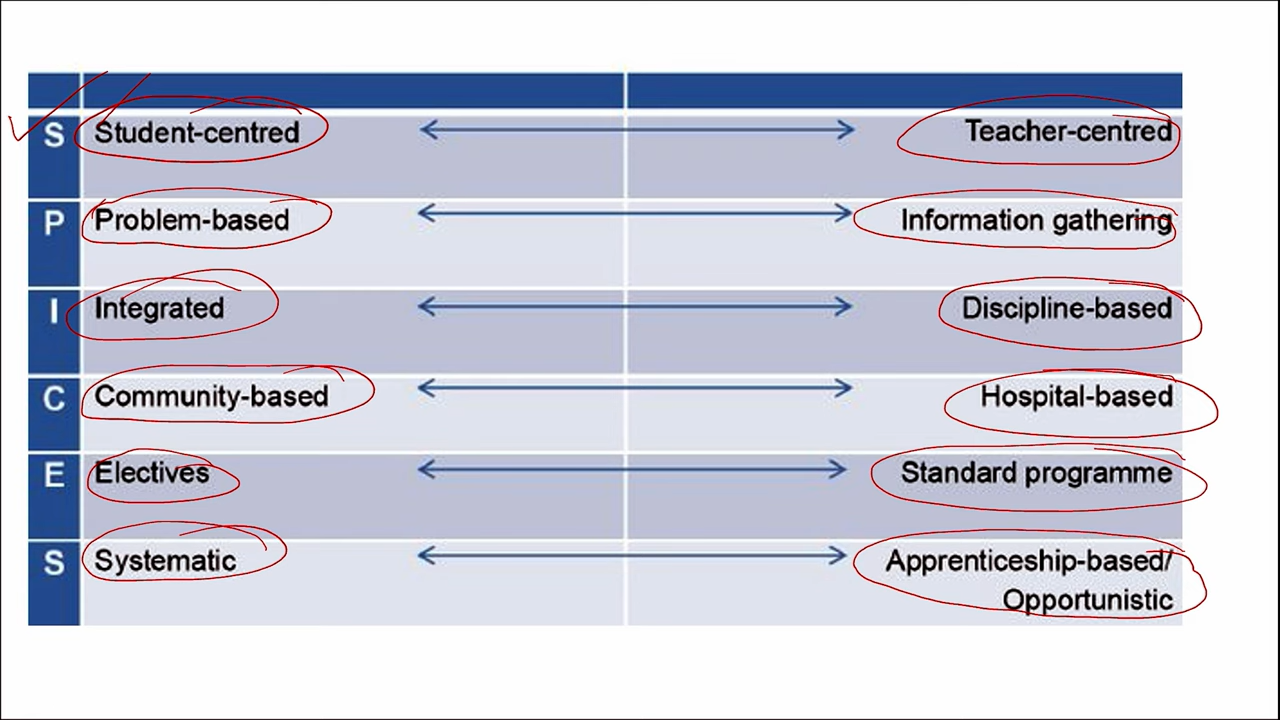 S Student-centred Teacher-centred
P Problem-based Information gathering
I Integrated Discipline-based
C Community-based Hospital-based
E Electives Standard programme
S Systematic Apprenticeship-based/
Opportunistic